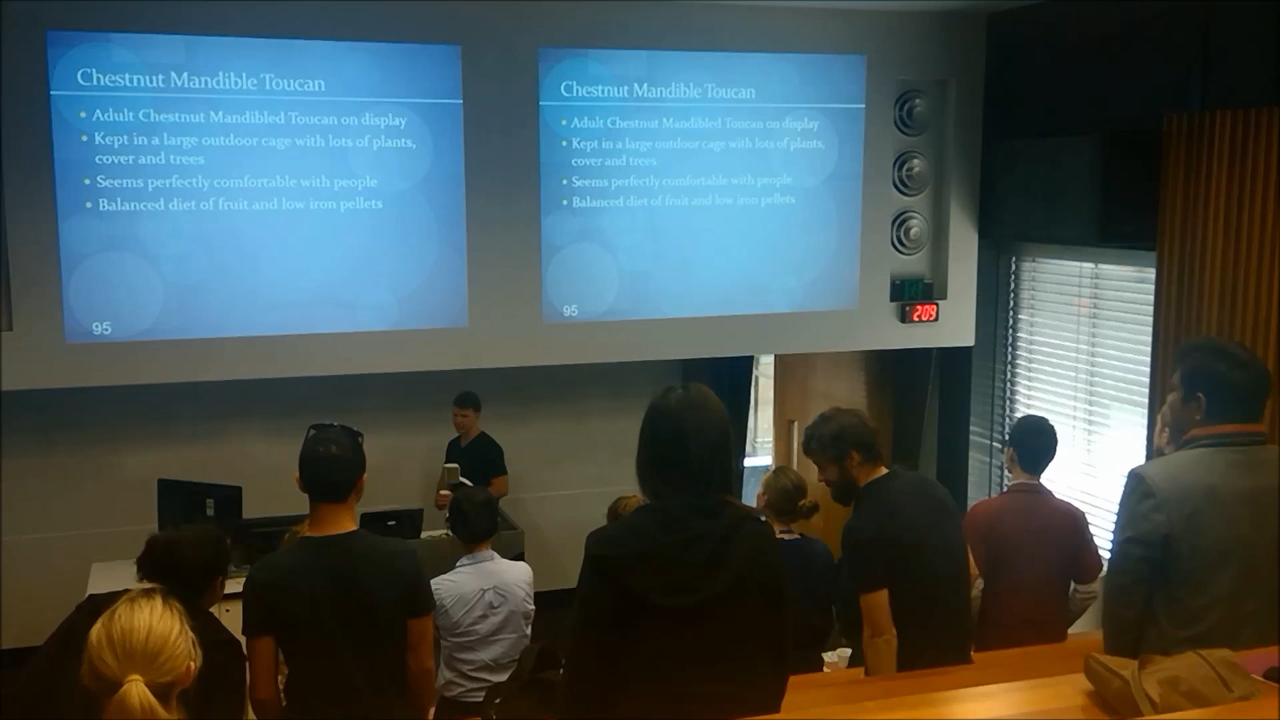 Chestnut Mandible Toucan
• Adult Chestnut Mandibled Toucan on display
• Kept in a large outdoor cage with lots of plants,
cover and trees
• Seems perfectly comfortable with people
• Balanced diet of fruit and low iron pellets
95
Chestnut Mandible Toucan
• Adult Chestnut Mandibled Toucan on display
• Kept in a large outdoor cage with lots of plants,
cover and trees
• Seems perfectly comfortable with people
• Balanced diet of fruit and low iron pellets
95
2:09